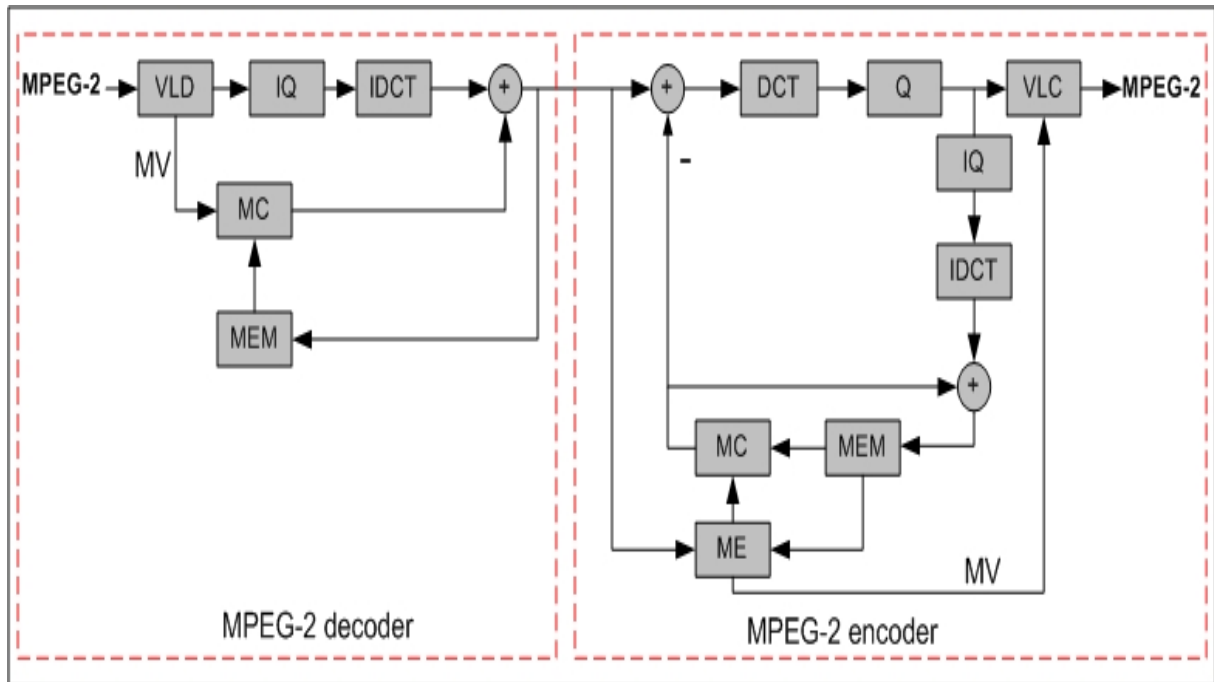 MPEG-2
VLD
IQ
IDCT
+
MV
MC
MEM
MPEG-2 decoder
+
DCT
Q
VLC
MPEG-2
-
IQ
IDCT
+
MC
MEM
ME
MV
MPEG-2 encoder